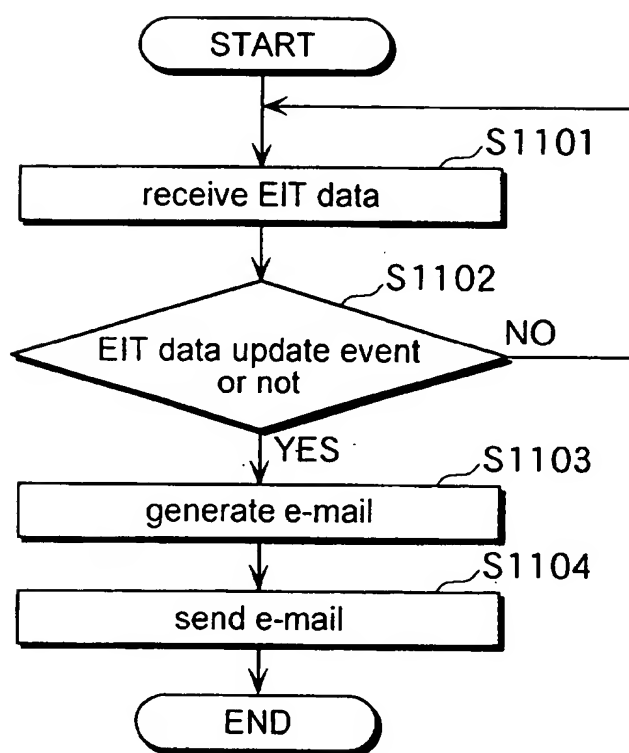 START
S1101
receive EIT data
S1102
EIT data update event
or not
NO
YES
S1103
generate e-mail
S1104
send e-mail
END